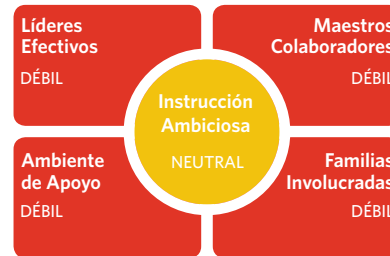 Líderes
Efectivos
DÉBIL
Maestros
Colaboradores
DÉBIL
Instrucción
Ambiciosa
NEUTRAL
Ambiente
de Apoyo
DÉBIL
Familias
Involucradas
DÉBIL